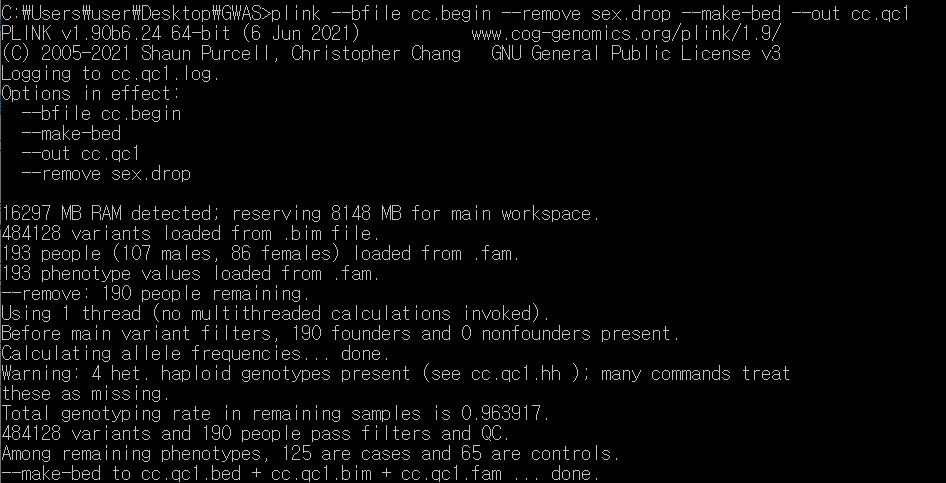 C:₩Users₩user₩Desktop₩GWAS>plink --bfile cc.begin --remove sex.drop --make-bed --out cc.qc1
PLINK v1.90b6.24 64-bit (6 Jun 2021)           www.cog-genomics.org/plink/1.9/
(C) 2005-2021 Shaun Purcell, Christopher Chang   GNU General Public License v3
Logging to cc.qc1.log.
Options in effect:
  --bfile cc.begin
  --make-bed
  --out cc.qc1
  --remove sex.drop

16297 MB RAM detected; reserving 8148 MB for main workspace.
484128 variants loaded from .bim file.
193 people (107 males, 86 females) loaded from .fam.
193 phenotype values loaded from .fam.
--remove: 190 people remaining.
Using 1 thread (no multithreaded calculations invoked).
Before main variant filters, 190 founders and 0 nonfounders present.
Calculating allele frequencies... done.
Warning: 4 het. haploid genotypes present (see cc.qc1.hh ); many commands treat
these as missing.
Total genotyping rate in remaining samples is 0.963917.
484128 variants and 190 people pass filters and QC.
Among remaining phenotypes, 125 are cases and 65 are controls.
--make-bed to cc.qc1.bed + cc.qc1.bim + cc.qc1.fam ... done.